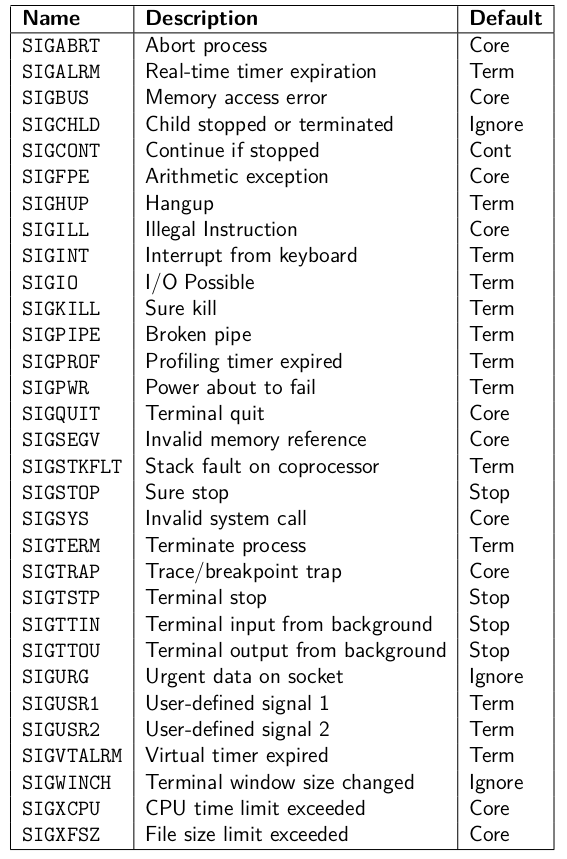 Name Description Default
SIGABRT Abort process Core
SIGALRM Real-time timer expiration Term
SIGBUS Memory access error Core
SIGCHLD Child stopped or terminated Ignore
SIGCONT Continue if stopped Cont
SIGFPE Arithmetic exception Core
SIGHUP Hangup Term
SIGILL Illegal Instruction Core
SIGINT Interrupt from keyboard Term
SIGIO I/O Possible Term
SIGKILL Sure kill Term
SIGPIPE Broken pipe Term
SIGPROF Profiling timer expired Term
SIGPWR Power about to fail Term
SIGQUIT Terminal quit Core
SIGSEGV Invalid memory reference Core
SIGSTKFLT Stack fault on coprocessor Term
SIGSTOP Sure stop Stop
SIGSYS Invalid system call Core
SIGTERM Terminate process Term
SIGTRAP Trace/breakpoint trap Core
SIGTSTP Terminal stop Stop
SIGTTIN Terminal input from background Stop
SIGTTOU Terminal output from background Stop
SIGURG Urgent data on socket Ignore
SIGUSR1 User-defined signal 1 Term
SIGUSR2 User-defined signal 2 Term
SIGVTALRM Virtual timer expired Term
SIGWINCH Terminal window size changed Ignore
SIGXCPU CPU time limit exceeded Core
SIGXFSZ File size limit exceeded Core